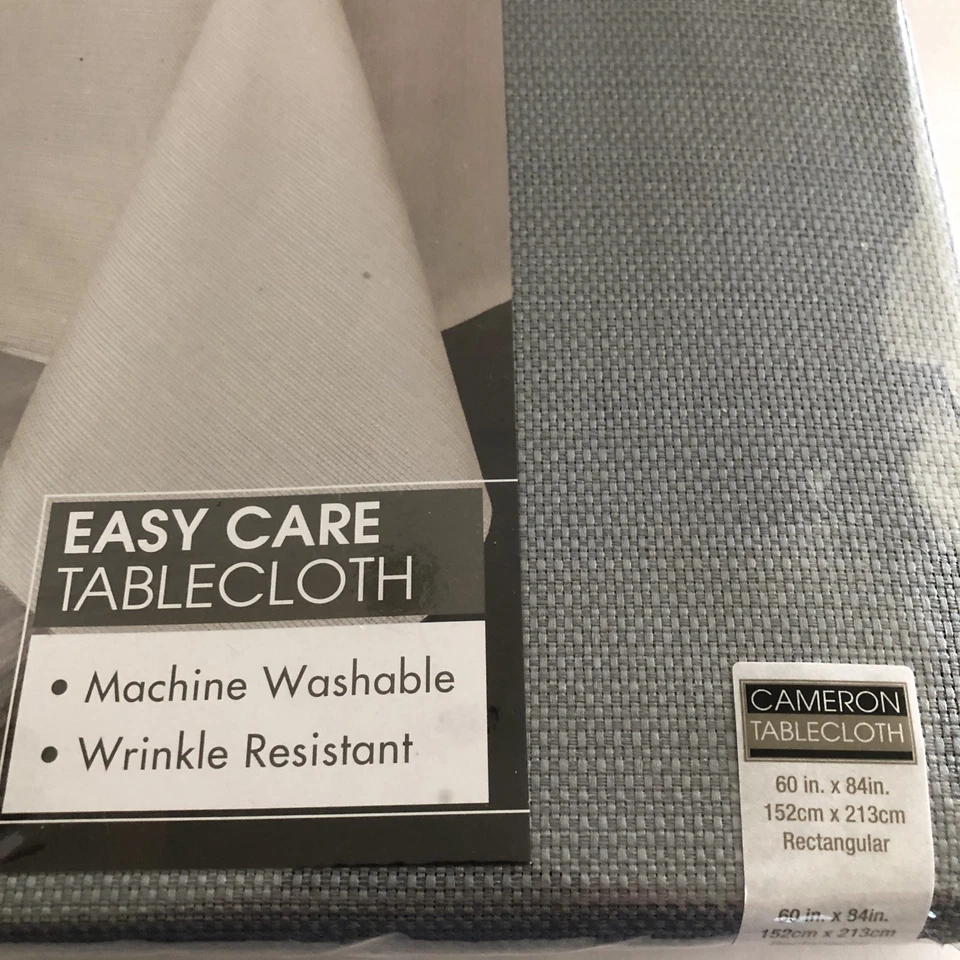 EASY CARE
TABLECLOTH
• Machine Washable
• Wrinkle Resistant
CAMERON
TABLECLOTH
60 in. x 84in.
152cm x 213cm
Rectangular
60 in. x 84in.
152cm x 213cm